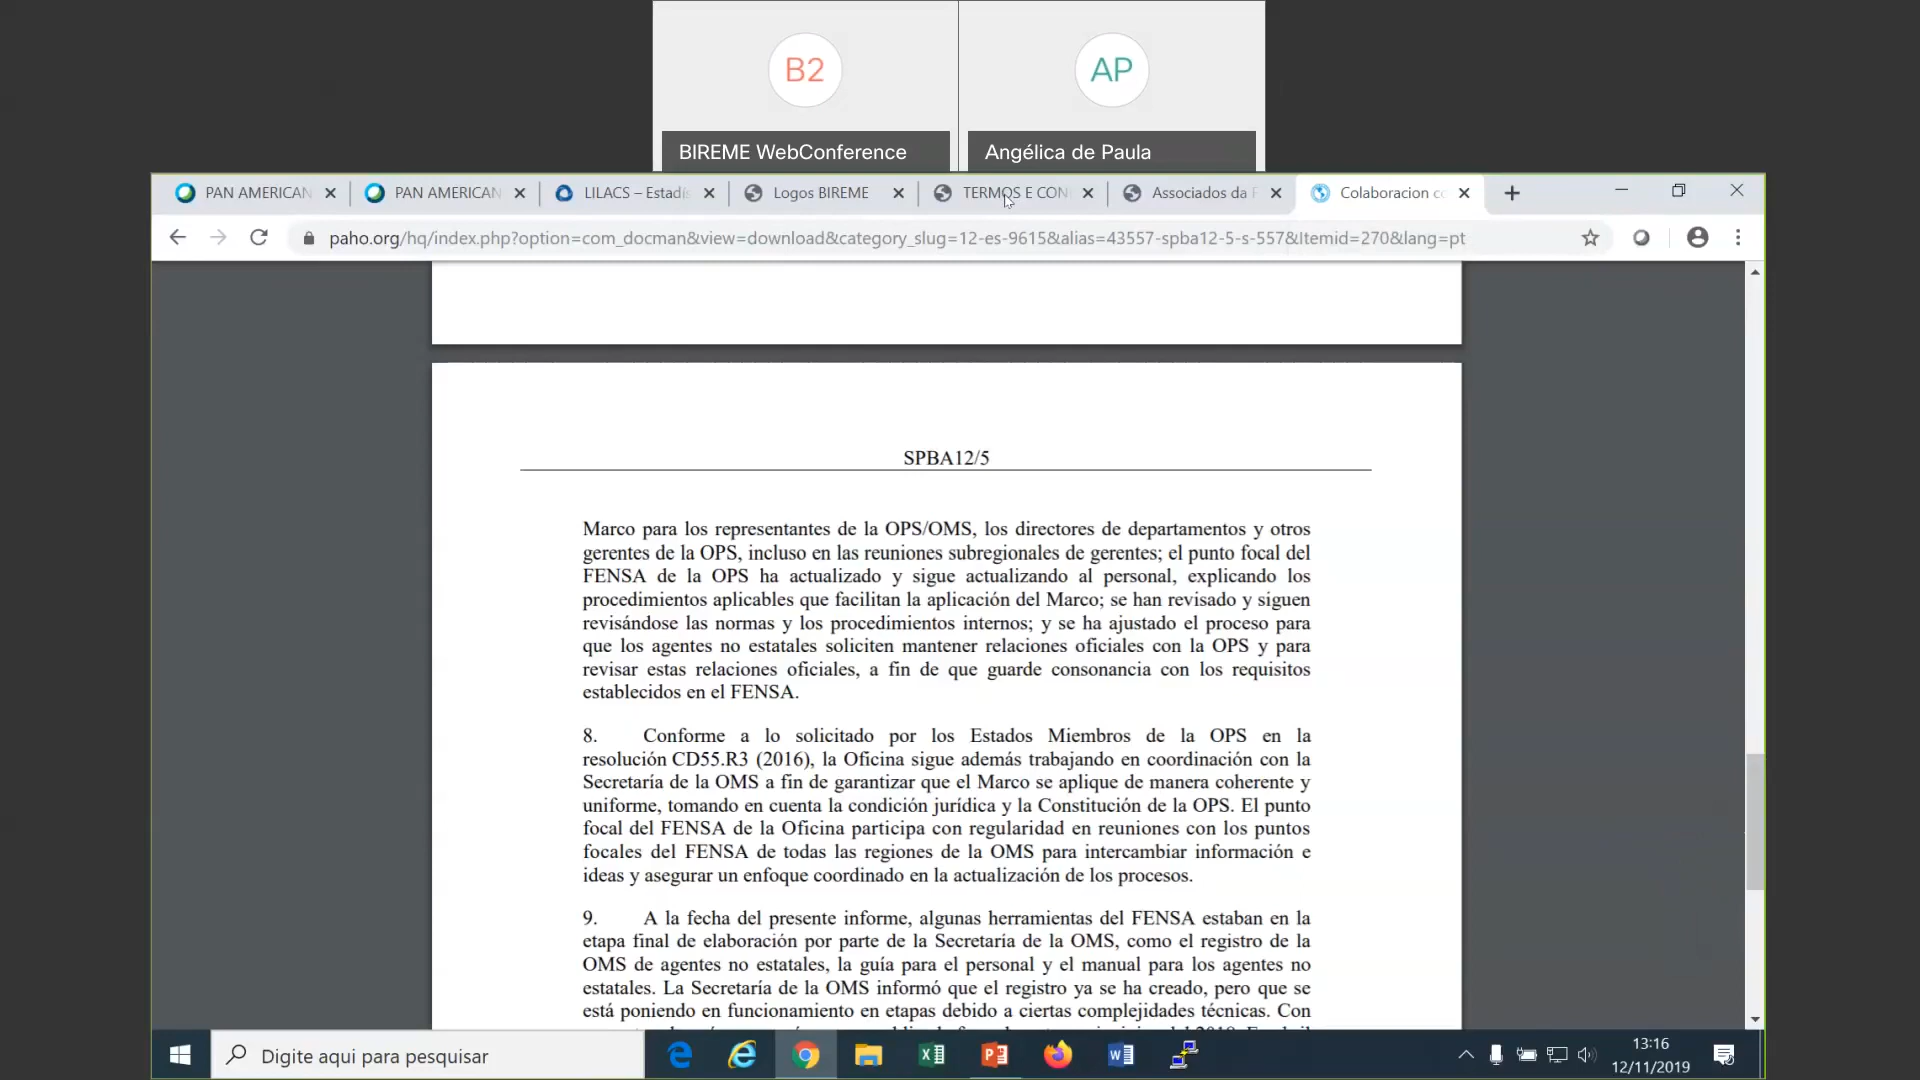 B2
AP
BIREME WebConference
Angélica de Paula
PAN AMERICAN
PAN AMERICAN
LILACS – Estadís
Logos BIREME
TERMOS E CON
Associados da
Colaboracion co
paho.org/hq/index.php?option=com_docman&view=download&category_slug=12-es-9615&alias=43557-spba12-5-s-557&Itemid=270&lang=pt
SPBA12/5
Marco para los representantes de la OPS/OMS, los directores de departamentos y otros
gerentes de la OPS, incluso en las reuniones subregionales de gerentes; el punto focal del
FENSA de la OPS ha actualizado y sigue actualizando al personal, explicando los
procedimientos aplicables que facilitan la aplicación del Marco; se han revisado y siguen
revisándose las normas y los procedimientos internos; y se ha ajustado el proceso para
que los agentes no estatales soliciten mantener relaciones oficiales con la OPS y para
revisar estas relaciones oficiales, a fin de que guarde consonancia con los requisitos
establecidos en el FENSA.
8. Conforme a lo solicitado por los Estados Miembros de la OPS en la
resolución CD55.R3 (2016), la Oficina sigue además trabajando en coordinación con la
Secretaría de la OMS a fin de garantizar que el Marco se aplique de manera coherente y
uniforme, tomando en cuenta la condición jurídica y la Constitución de la OPS. El punto
focal del FENSA de la Oficina participa con regularidad en reuniones con los puntos
focales del FENSA de todas las regiones de la OMS para intercambiar información e
ideas y asegurar un enfoque coordinado en la actualización de los procesos.
9. A la fecha del presente informe, algunas herramientas del FENSA estaban en la
etapa final de elaboración por parte de la Secretaría de la OMS, como el registro de la
OMS de agentes no estatales, la guía para el personal y el manual para los agentes no
estatales. La Secretaría de la OMS informó que el registro ya se ha creado, pero que se
está poniendo en funcionamiento en etapas debido a ciertas complejidades técnicas. Con
Digite aqui para pesquisar
13:16
12/11/2019